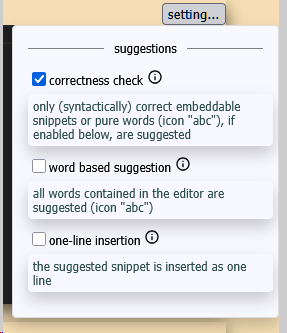 setting...
suggestions
correctness check
only (syntactically) correct embeddable
snippets or pure words (icon "abc"), if
enabled below, are suggested
word based suggestion
all words contained in the editor are
suggested (icon "abc")
one-line insertion
the suggested snippet is inserted as one
line